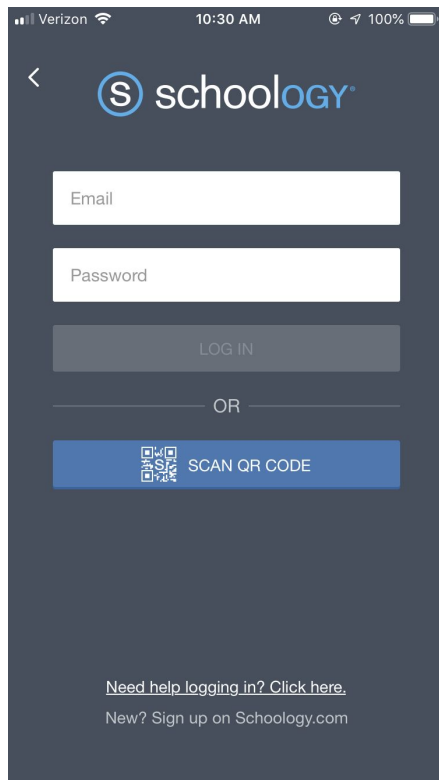 Verizon 10:30 AM 100%
S schoology
Email
Password
LOG IN
OR
S SCAN QR CODE
Need help logging in? Click here.
New? Sign up on Schoology.com